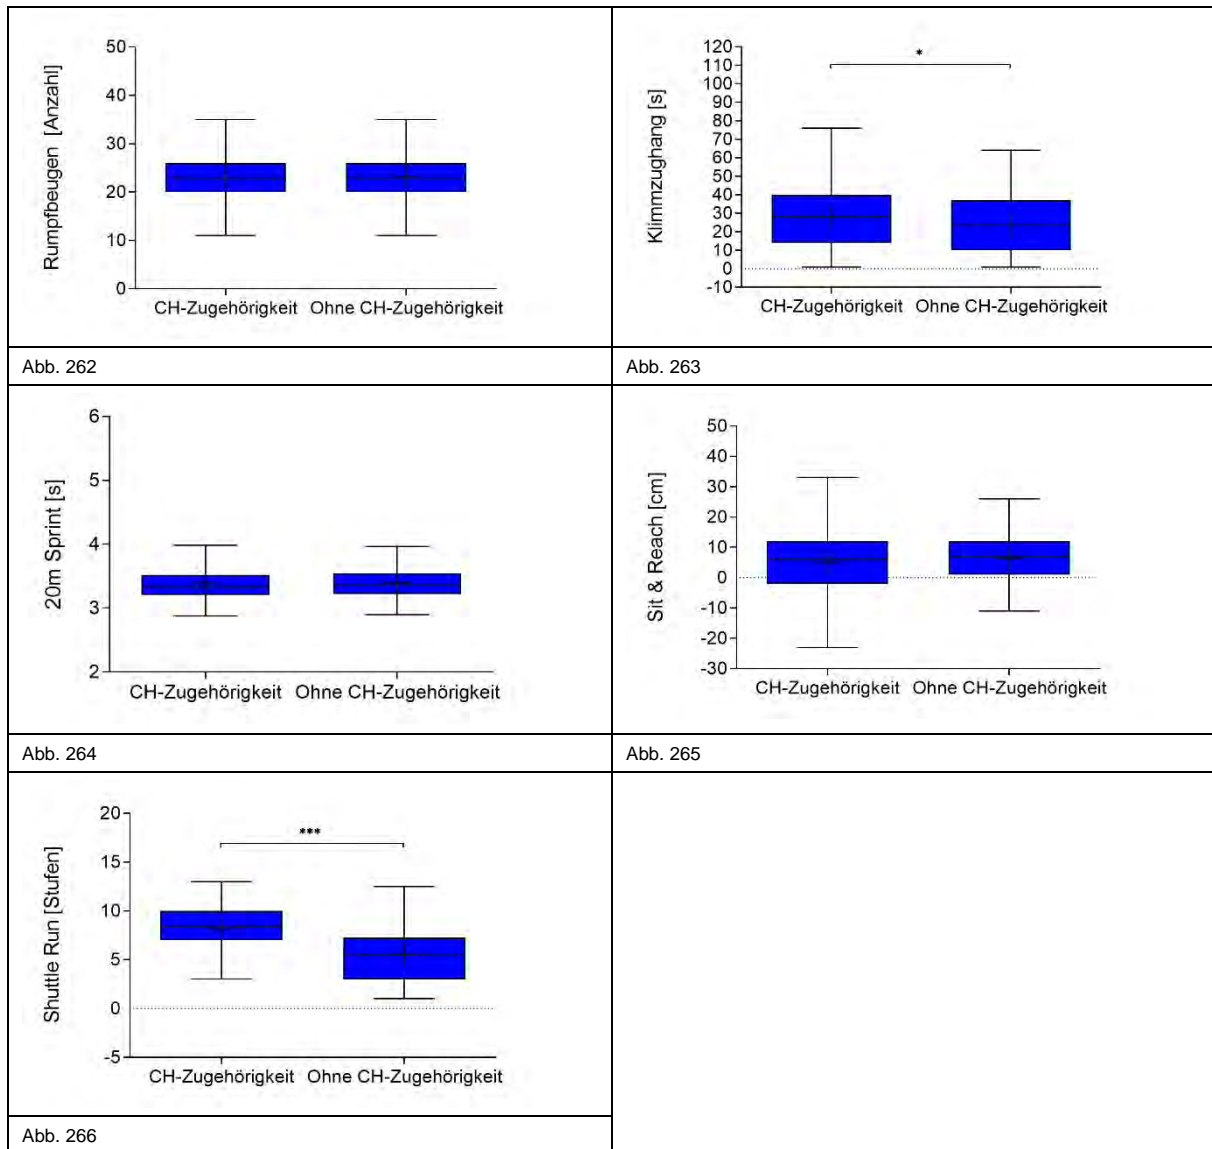 Rumpfbeugen [Anzahl]
50
40
30
20
10
0
CH-Zugehörigkeit Ohne CH-Zugehörigkeit
Abb. 262
Klimmzughang [s]
120
110
100
90
80
70
60
50
40
30
20
10
0
-10
*
CH-Zugehörigkeit Ohne CH-Zugehörigkeit
Abb. 263
20m Sprint [s]
6
5
4
3
2
CH-Zugehörigkeit Ohne CH-Zugehörigkeit
Abb. 264
Sit & Reach [cm]
50
40
30
20
10
0
-10
-20
-30
CH-Zugehörigkeit Ohne CH-Zugehörigkeit
Abb. 265
Shuttle Run [Stufen]
20
15
10
5
0
-5
***
CH-Zugehörigkeit Ohne CH-Zugehörigkeit
Abb. 266